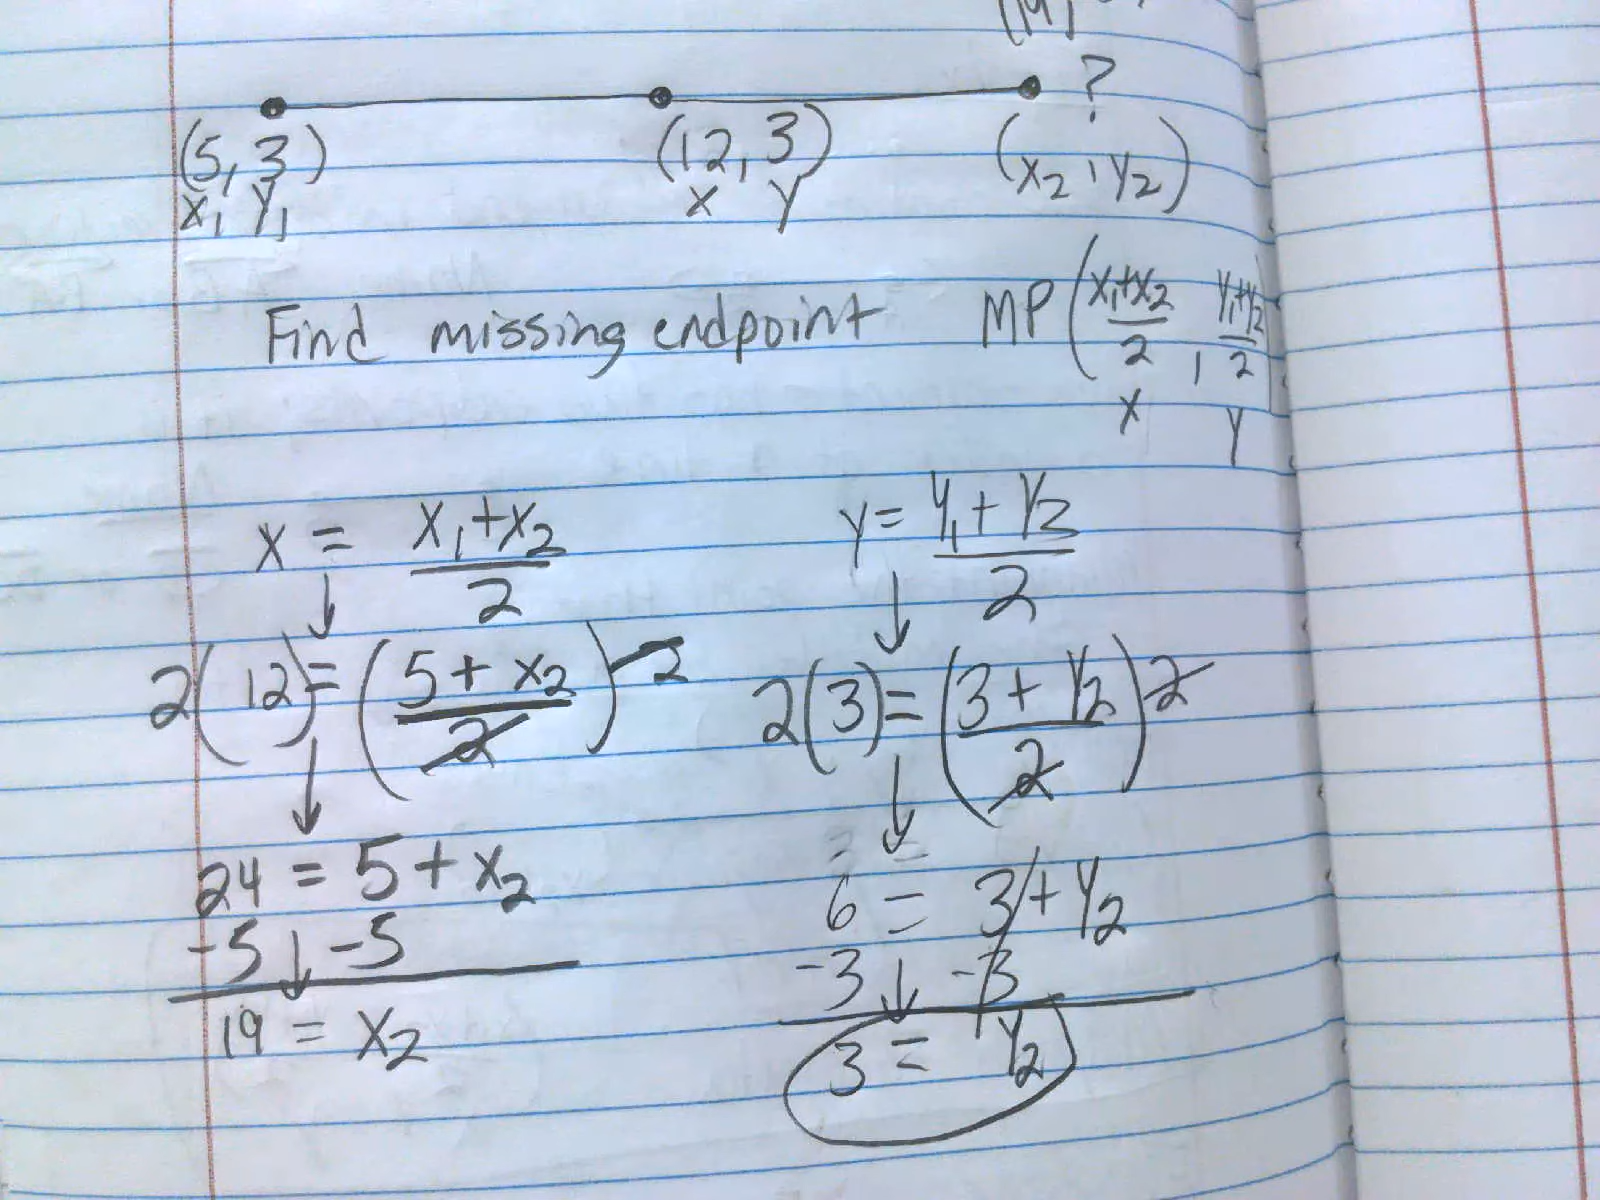 (19,
?
(5, 3) (12, 3) (x₂, y₂)
x₁ y₁ x y
Find missing endpoint MP (x₁+x₂/2, y₁+y₂/2
x y
x = x₁+x₂/2 y = y₁+y₂/2
2(12) = (5+x₂/2)2 2(3) = (3+y₂/2)2
24 = 5+x₂ 6 = 3+y₂
-5 -5 -3 -3
19 = x₂ 3 = y₂